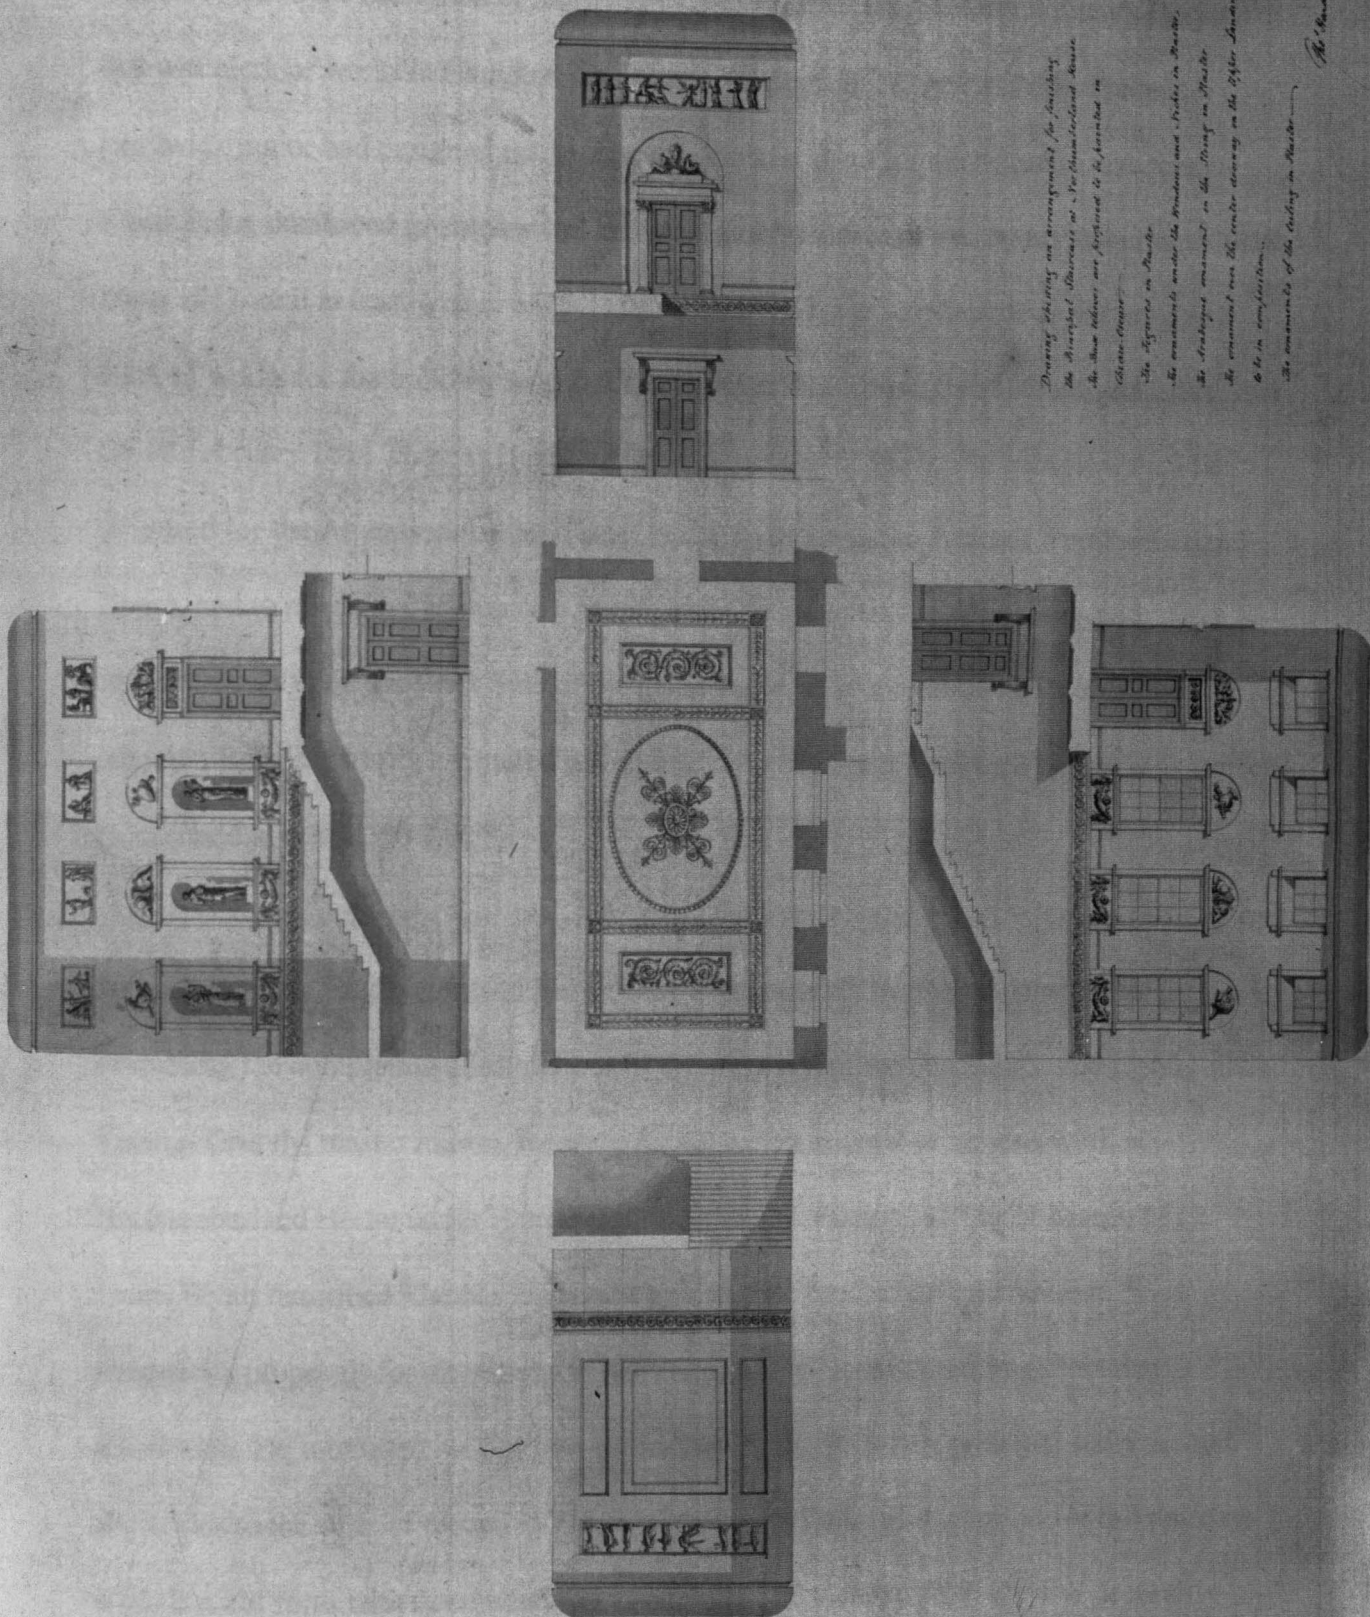 Drawing shewing an arrangement for finishing
the Principal Staircase at Northumberland House
The Bass relievos are proposed to be painted in
Chiaro-Oscuro
The figures in Plaster
The ornaments under the Windows and Niches in Plaster.
The Arabesque ornament in the String in Plaster
The ornament over the center doorway on the Upper
to be in composition.
The ornaments of the Ceiling in Plaster
Thos.